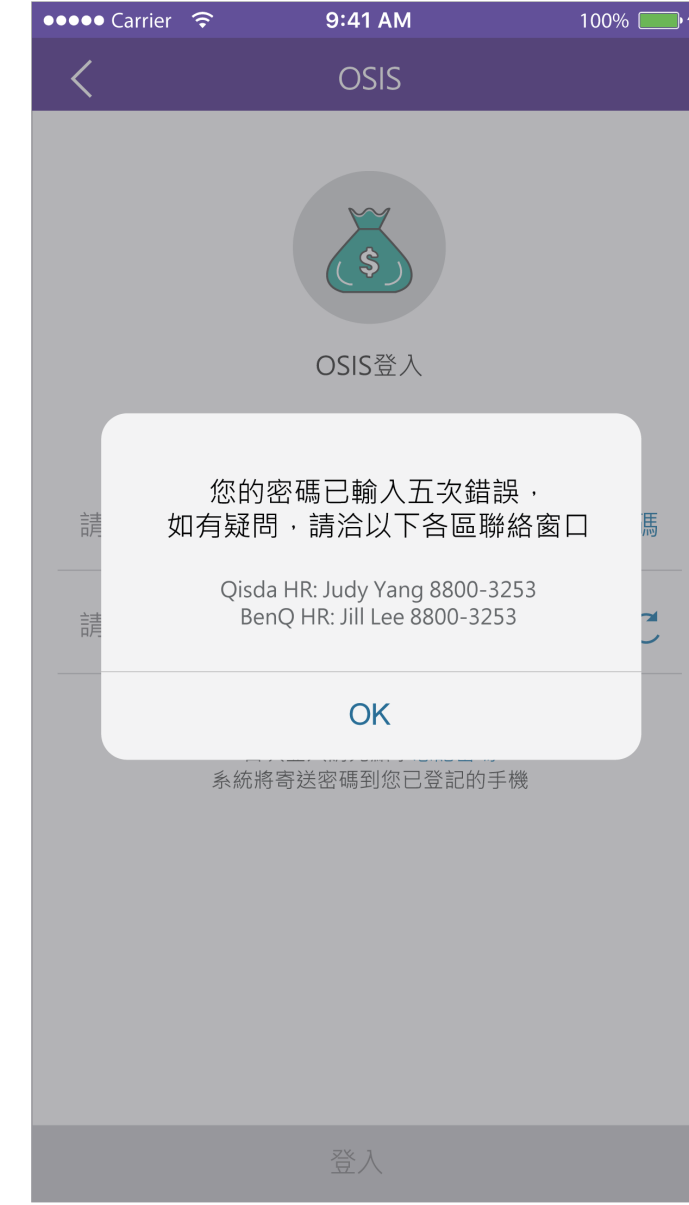 Carrier 9:41 AM 100%
OSIS
$
OSIS登入
您的密碼已輸入五次錯誤，
如有疑問，請洽以下各區聯絡窗口
請 碼
Qisda HR: Judy Yang 8800-3253
BenQ HR: Jill Lee 8800-3253
請
OK
系統將寄送密碼到您已登記的手機
登入